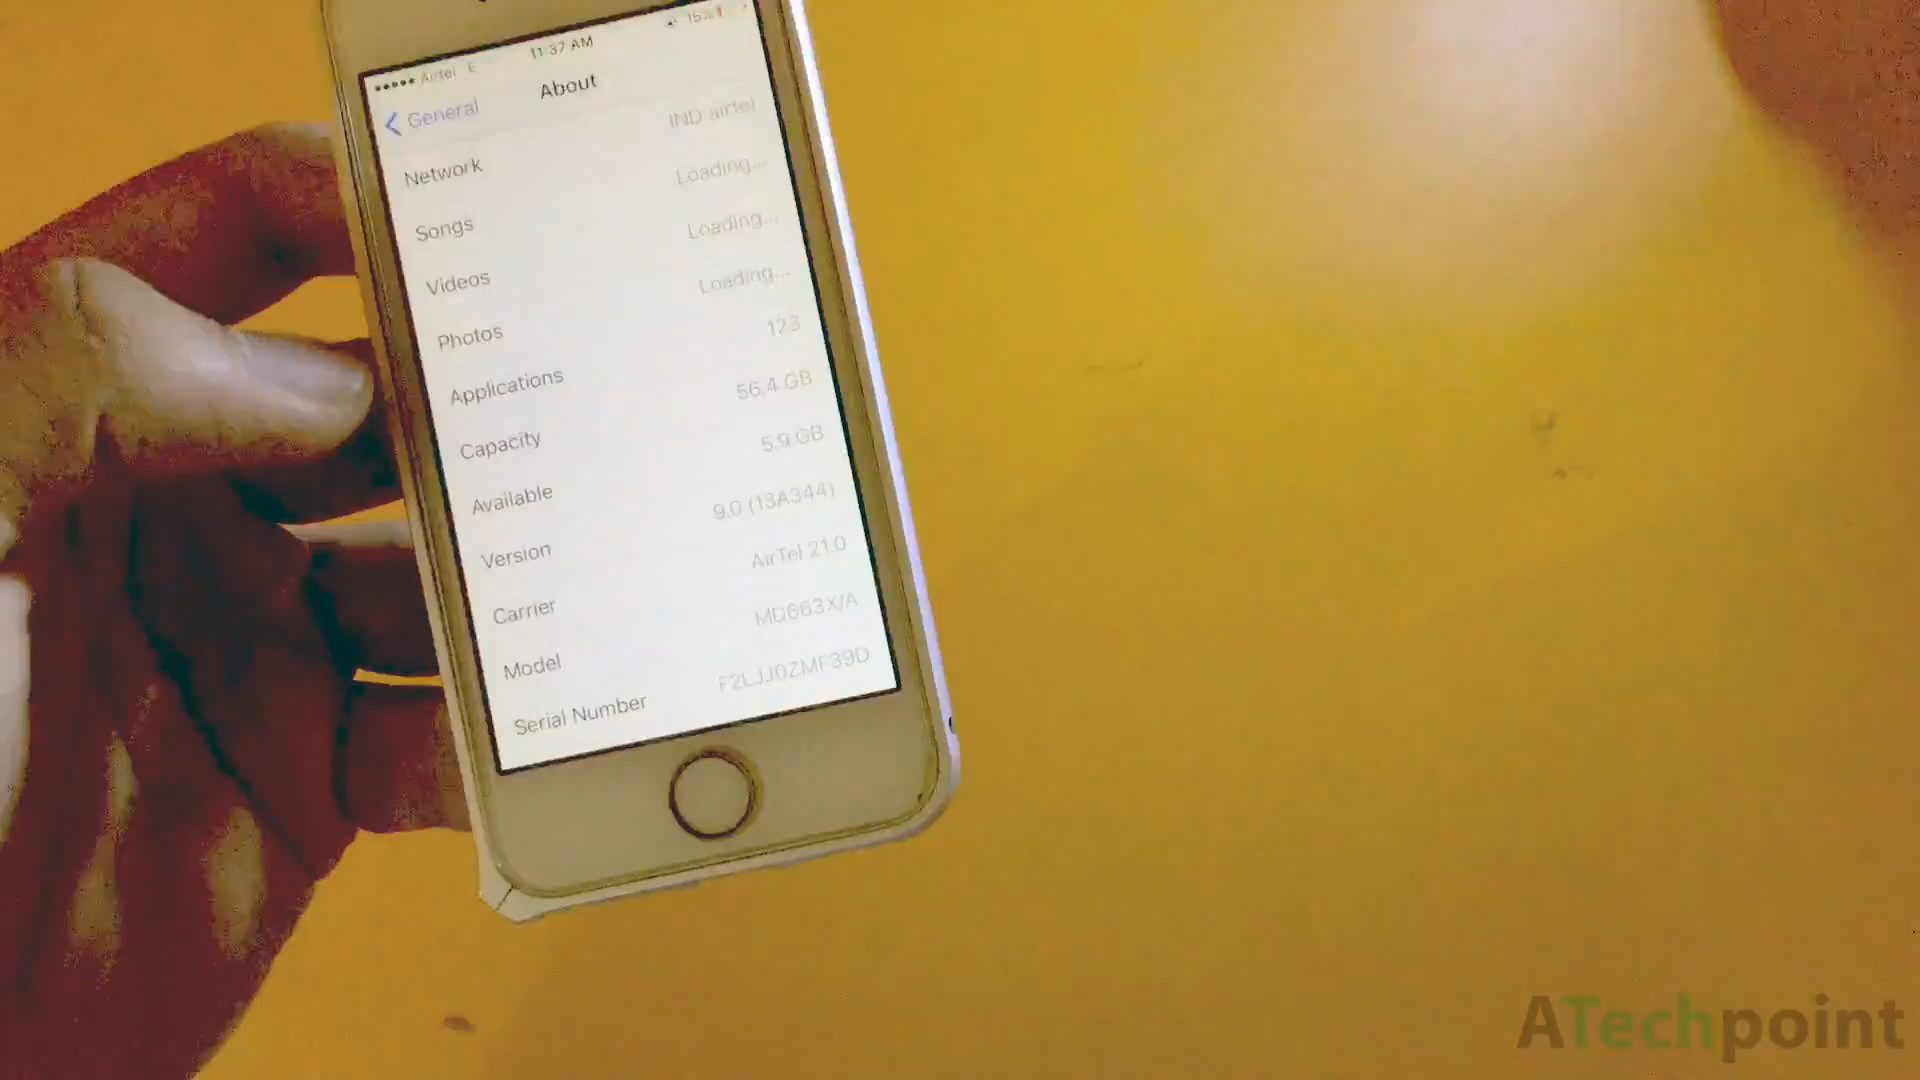 ●●●●● Airtel E 11:37 AM 15%
General About
Network IND airtel
Songs Loading...
Videos Loading...
Photos Loading...
Applications 123
Capacity 56.4 GB
Available 5.9 GB
Version 9.0 (13A344)
Carrier AirTel 21.0
Model MD663X/A
Serial Number F2LJJ0ZMF39D
ATechpoint